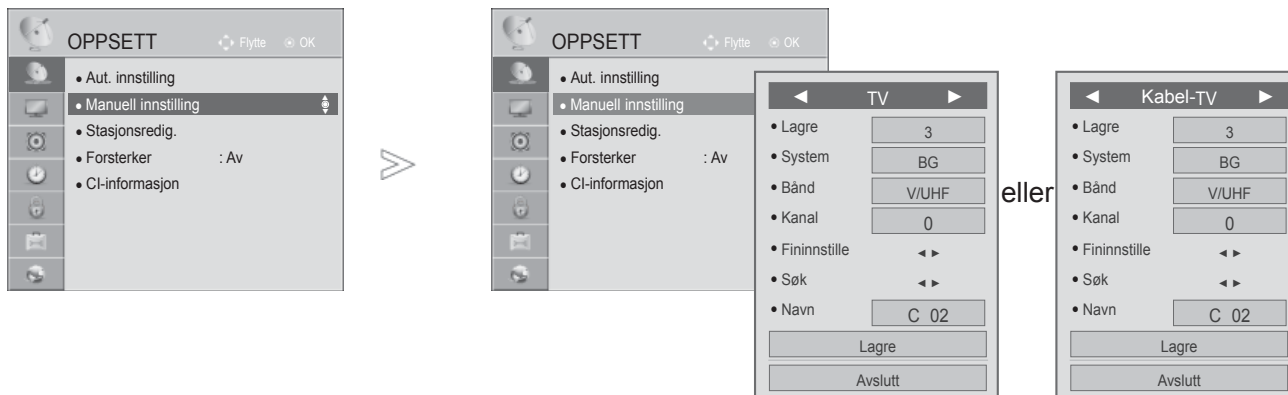 OPPSETT Flytte OK
• Aut. innstilling
• Manuell innstilling
• Stasjonsredig.
• Forsterker : Av
• CI-informasjon
OPPSETT Flytte OK
• Aut. innstilling
• Manuell innstilling
• Stasjonsredig.
• Forsterker : Av
• CI-informasjon
◄ TV ►
• Lagre 3
• System BG
• Bånd V/UHF
• Kanal 0
• Fininnstille ◄ ►
• Søk ◄ ►
• Navn C 02
Lagre
Avslutt
eller
◄ Kabel-TV ►
• Lagre 3
• System BG
• Bånd V/UHF
• Kanal 0
• Fininnstille ◄ ►
• Søk ◄ ►
• Navn C 02
Lagre
Avslutt